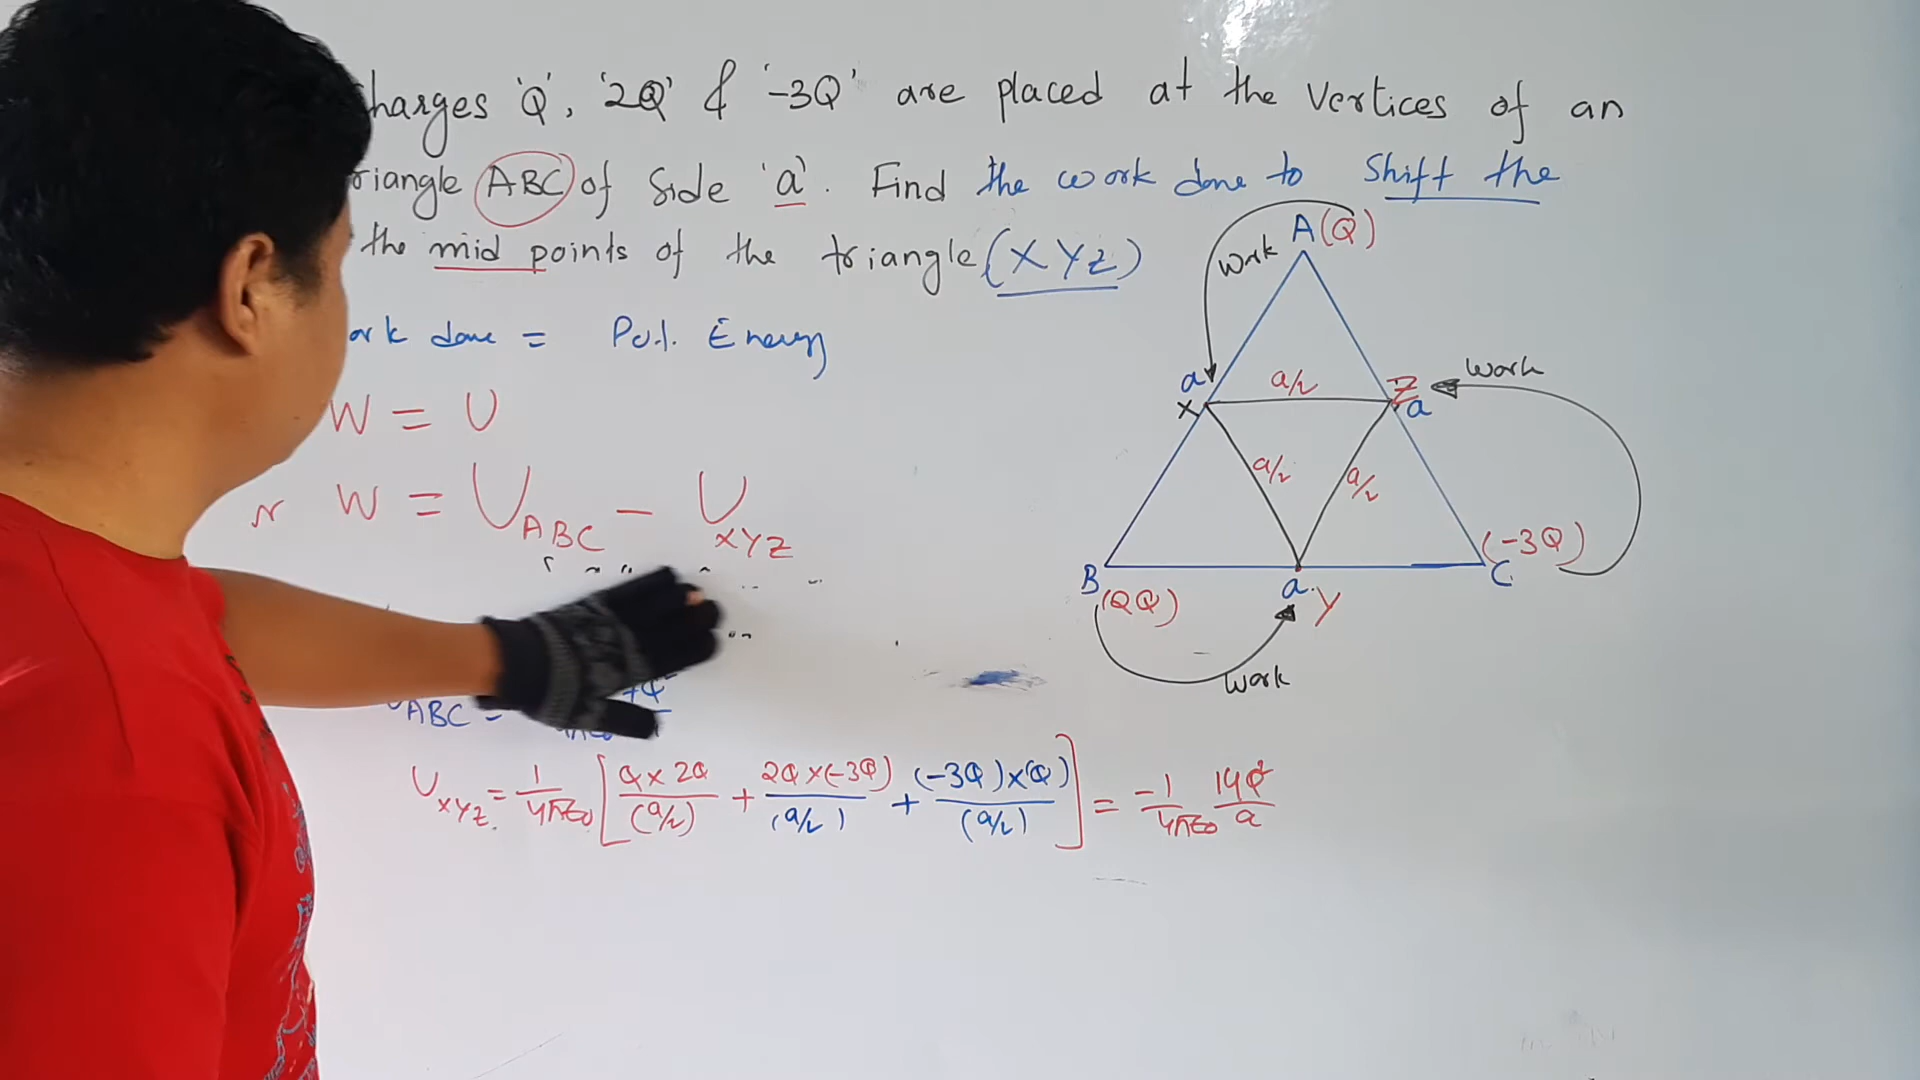 harges 'Q', '2Q' & '-3Q' are placed at the vertices of an
riangle ABC of Side 'a'. Find the work done to Shift the
the mid points of the triangle (XYZ)
A (Q)
Work
ork done = Pot. Energy
a
a/2
Z
Work
X
a
W = U
a/2
a/2
W = U_ABC - U_XYZ
(-3Q)
B
a
C
(2Q)
Y
Work
ABC =
U_XYZ = 1/4πε0 [Q×2Q/(a/2) + 2Q×(-3Q)/(a/2) + (-3Q)×(Q)/(a/2)] = -1/4πε0 14Q²/a